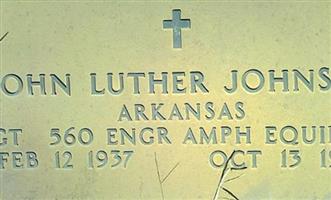 OHN LUTHER JOHNS
ARKANSAS
GT 560 ENGR AMPH EQUI
FEB 12 1937 OCT 13 1